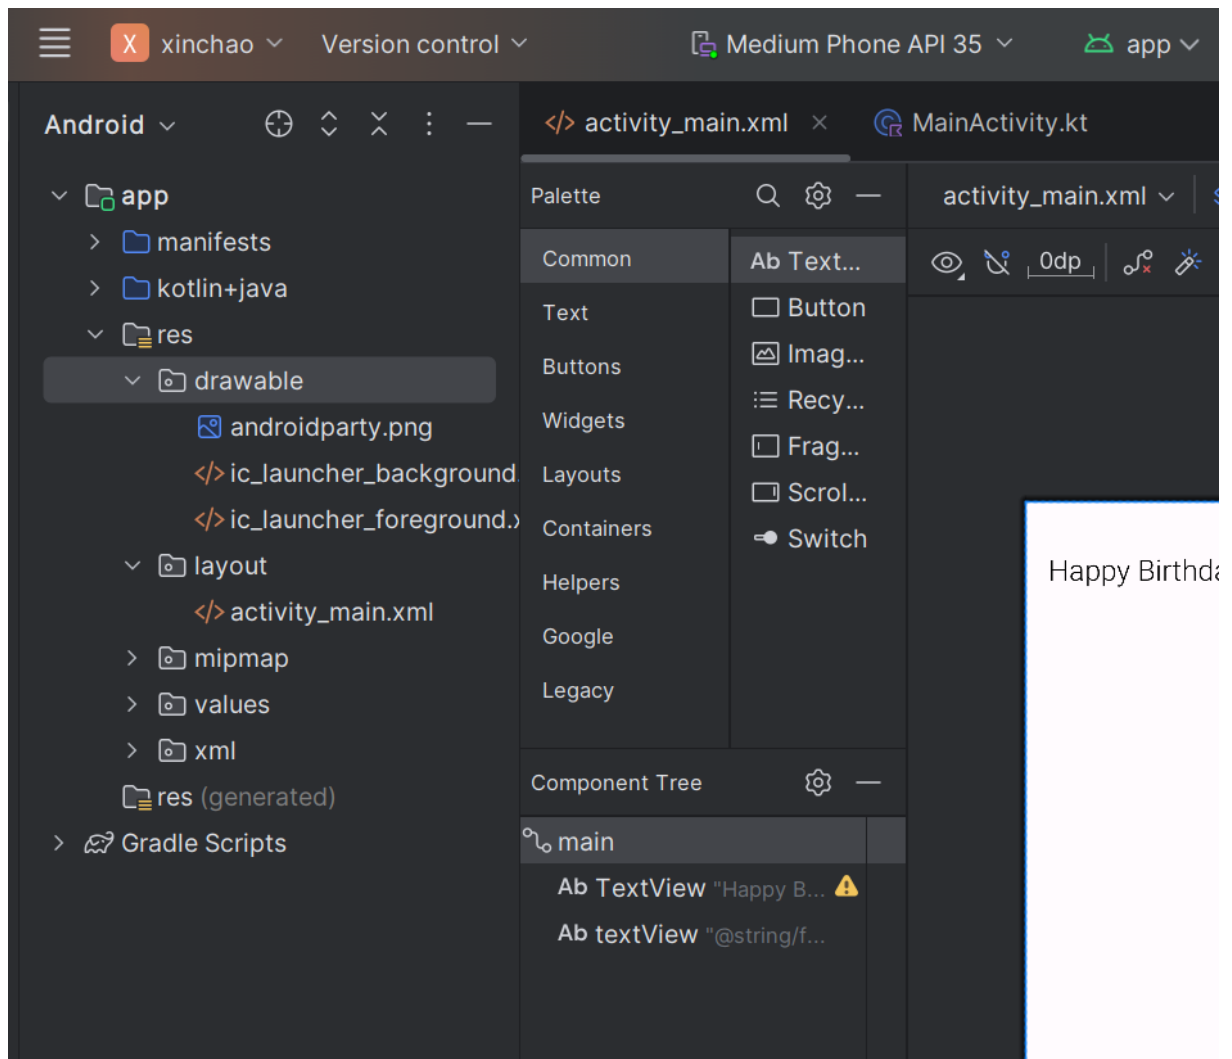 X xinchao Version control Medium Phone API 35 app
Android
app
manifests
kotlin+java
res
drawable
androidparty.png
ic_launcher_background.
ic_launcher_foreground.x
layout
activity_main.xml
mipmap
values
xml
res (generated)
Gradle Scripts
activity_main.xml MainActivity.kt
Palette
Common
Text
Buttons
Widgets
Layouts
Containers
Helpers
Google
Legacy
Ab Text...
Button
Imag...
Recy...
Frag...
Scrol...
Switch
Component Tree
main
Ab TextView "Happy B...
Ab textView "@string/f...
activity_main.xml
0dp
Happy Birthda